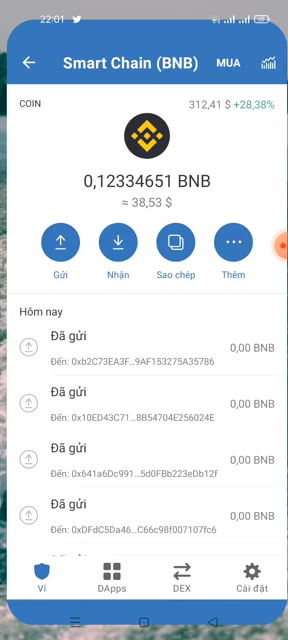 22:01
Smart Chain (BNB) MUA
COIN 312,41 $ +28,38%
0,12334651 BNB
≈ 38,53 $
Gửi Nhận Sao chép Thêm
Hôm nay
Đã gửi
0,00 BNB
Đến: 0xb2C73EA3F...9AF153275A35786
Đã gửi
0,00 BNB
Đến: 0x10ED43C71...8B54704E256024E
Đã gửi
0,00 BNB
Đến: 0x641a6Dc991...5d0FBb223eDb12f
Đã gửi
0,00 BNB
Đến: 0xDFdC5Da46...C66c98f007107fc6
Ví DApps DEX Cài đặt